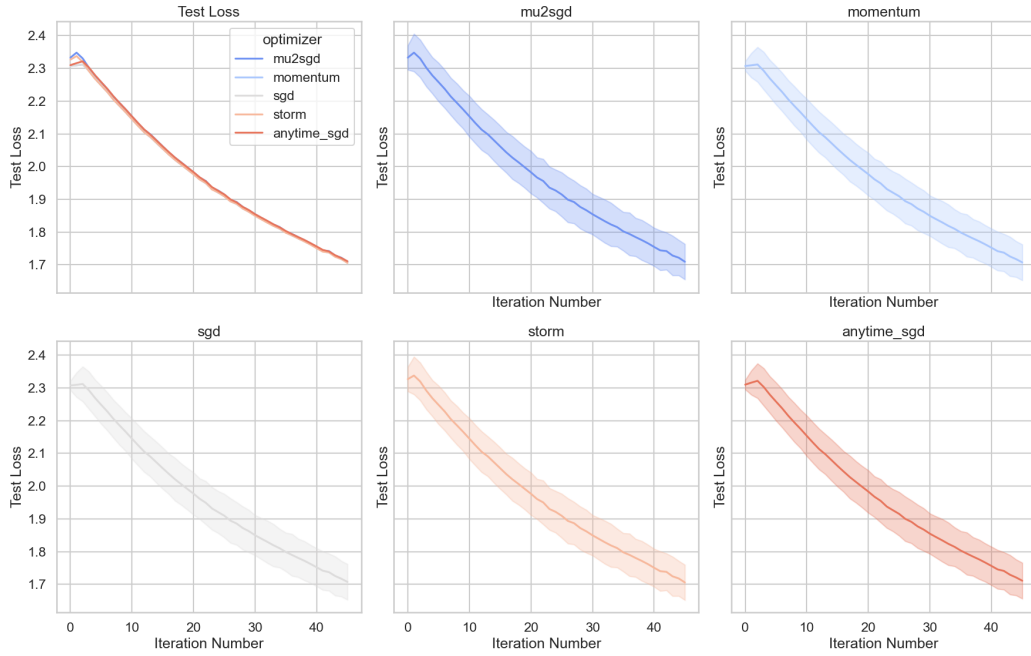 Test Loss
mu2sgd
momentum
2.4
2.3
2.2
2.1
2.0
1.9
1.8
1.7
Test Loss
optimizer
mu2sgd
momentum
sgd
storm
anytime_sgd
Test Loss
Iteration Number
Test Loss
Iteration Number
sgd
storm
anytime_sgd
2.4
2.3
2.2
2.1
2.0
1.9
1.8
1.7
Test Loss
0 10 20 30 40
Iteration Number
Test Loss
0 10 20 30 40
Iteration Number
Test Loss
0 10 20 30 40
Iteration Number